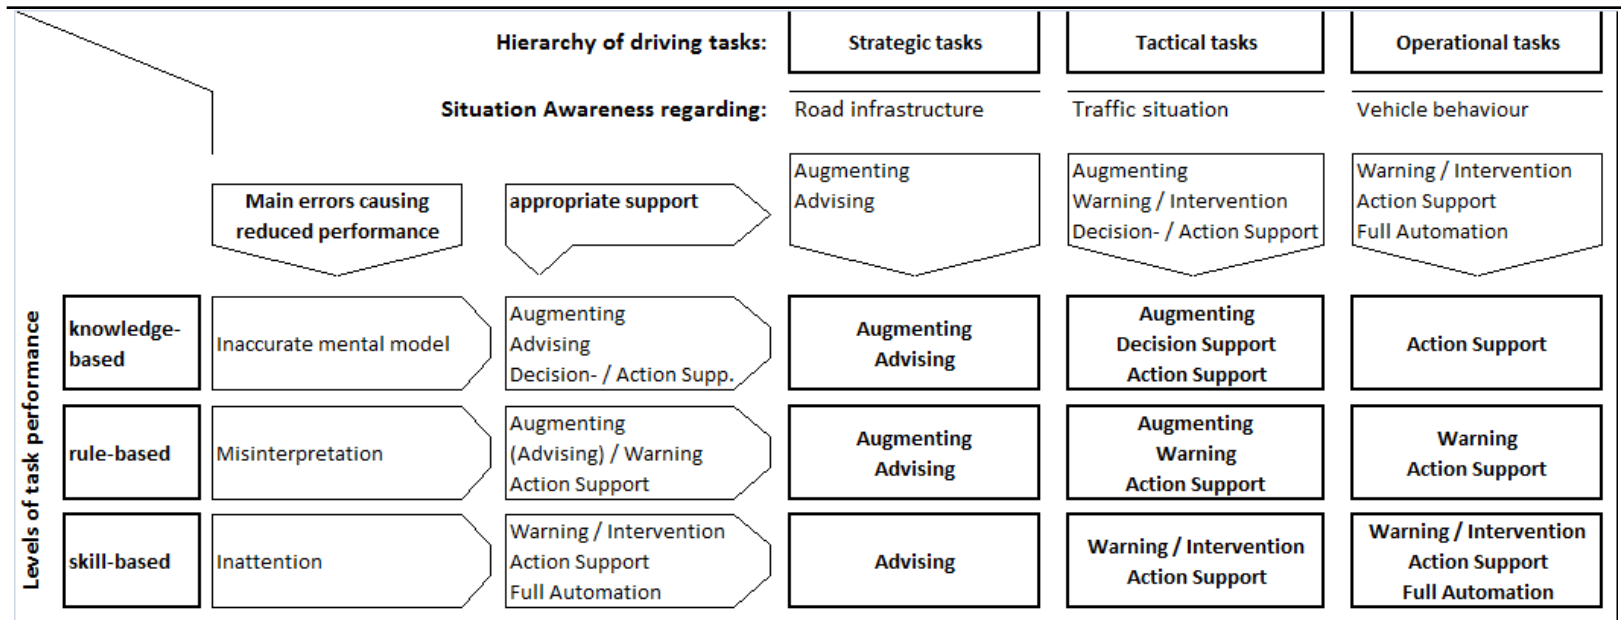 Hierarchy of driving tasks:
Strategic tasks
Tactical tasks
Operational tasks
Situation Awareness regarding:
Road infrastructure
Traffic situation
Vehicle behaviour
Main errors causing
reduced performance
appropriate support
Augmenting
Advising
Augmenting
Warning / Intervention
Decision- / Action Support
Warning / Intervention
Action Support
Full Automation
Levels of task performance
knowledge-
based
Inaccurate mental model
Augmenting
Advising
Decision- / Action Supp.
Augmenting
Advising
Augmenting
Decision Support
Action Support
Action Support
rule-based
Misinterpretation
Augmenting
(Advising) / Warning
Action Support
Augmenting
Advising
Augmenting
Warning
Action Support
Warning
Action Support
skill-based
Inattention
Warning / Intervention
Action Support
Full Automation
Advising
Warning / Intervention
Action Support
Warning / Intervention
Action Support
Full Automation